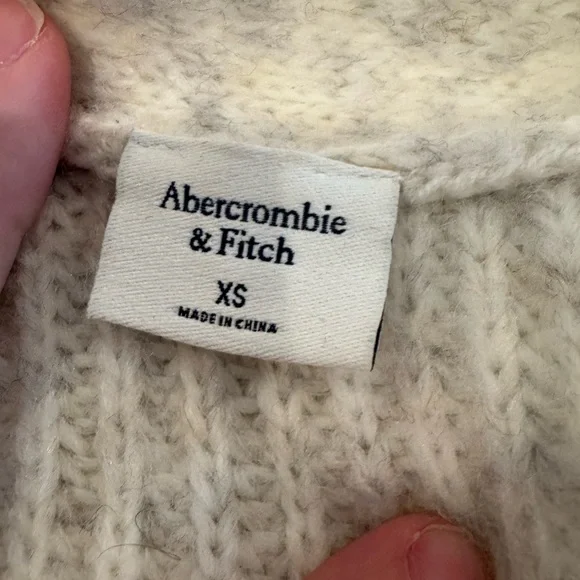 Abercrombie
& Fitch
XS
MADE IN CHINA